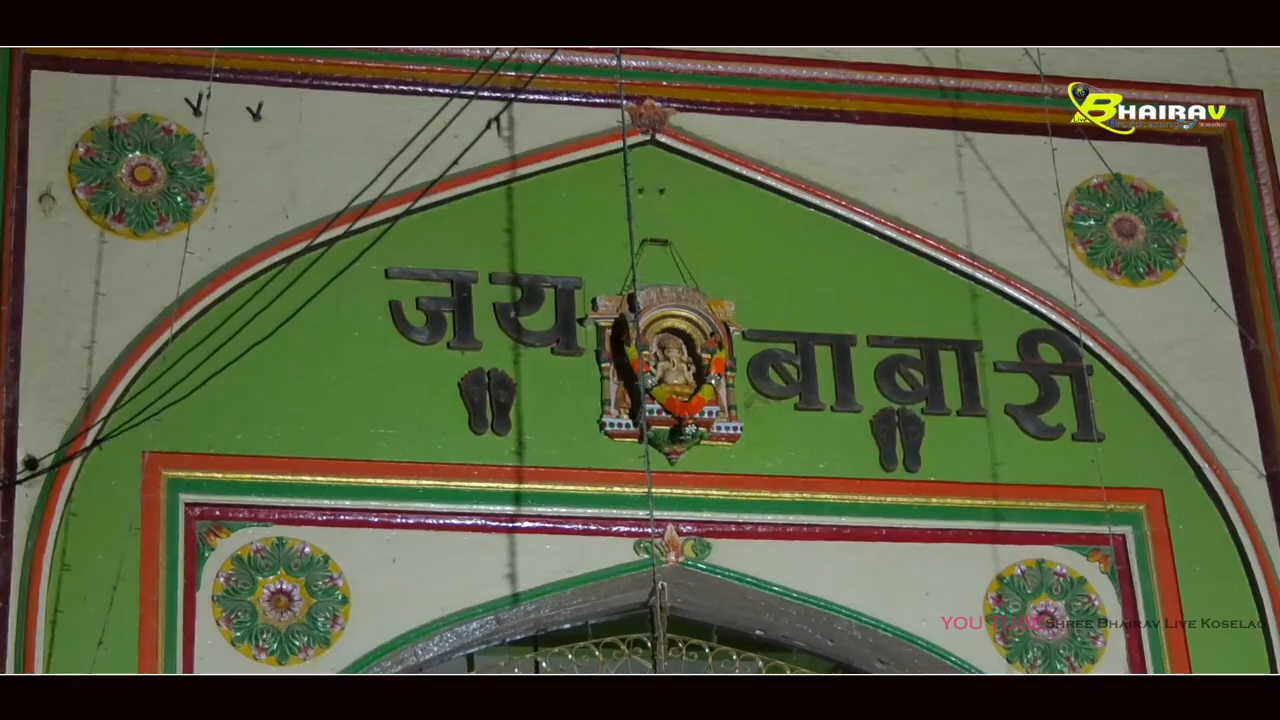 BHAIRAV
जय बाबारी
YOU TUBE SHREE BHAIRAV LIVE KOSELAO